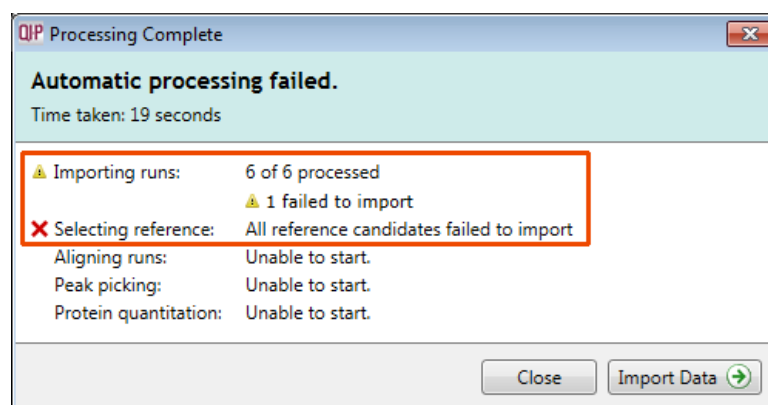 QIP Processing Complete
Automatic processing failed.
Time taken: 19 seconds
Importing runs: 6 of 6 processed
1 failed to import
Selecting reference: All reference candidates failed to import
Aligning runs: Unable to start.
Peak picking: Unable to start.
Protein quantitation: Unable to start.
Close Import Data